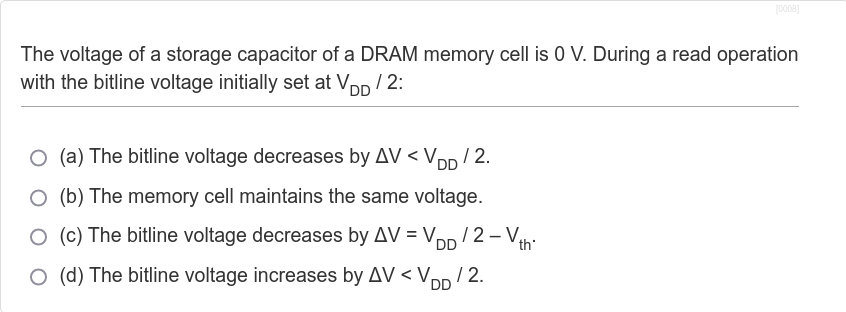 [0008]
The voltage of a storage capacitor of a DRAM memory cell is 0 V. During a read operation
with the bitline voltage initially set at VDD / 2:
(a) The bitline voltage decreases by ΔV < VDD / 2.
(b) The memory cell maintains the same voltage.
(c) The bitline voltage decreases by ΔV = VDD / 2 – Vth.
(d) The bitline voltage increases by ΔV < VDD / 2.